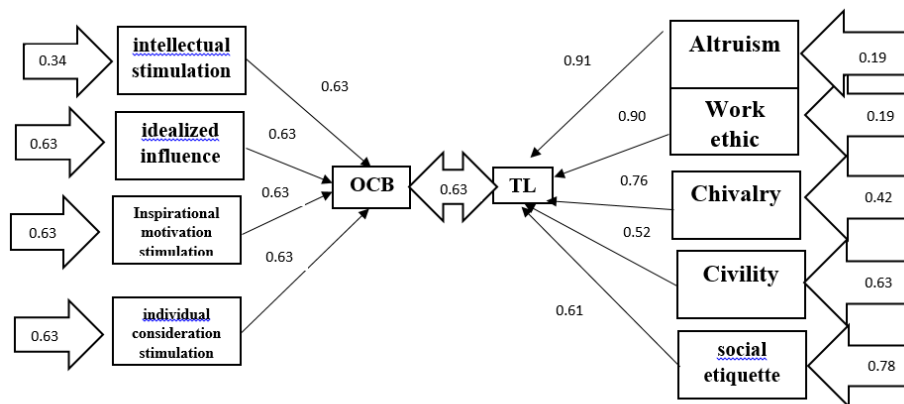 0.34
intellectual
stimulation
0.63
0.63
idealized
influence
0.63
0.63
Inspirational
motivation
stimulation
0.63
0.63
individual
consideration
stimulation
0.63
OCB
0.63
TL
0.91
Altruism
0.19
0.90
Work
ethic
0.19
0.76
Chivalry
0.42
0.52
Civility
0.63
0.61
social
etiquette
0.78